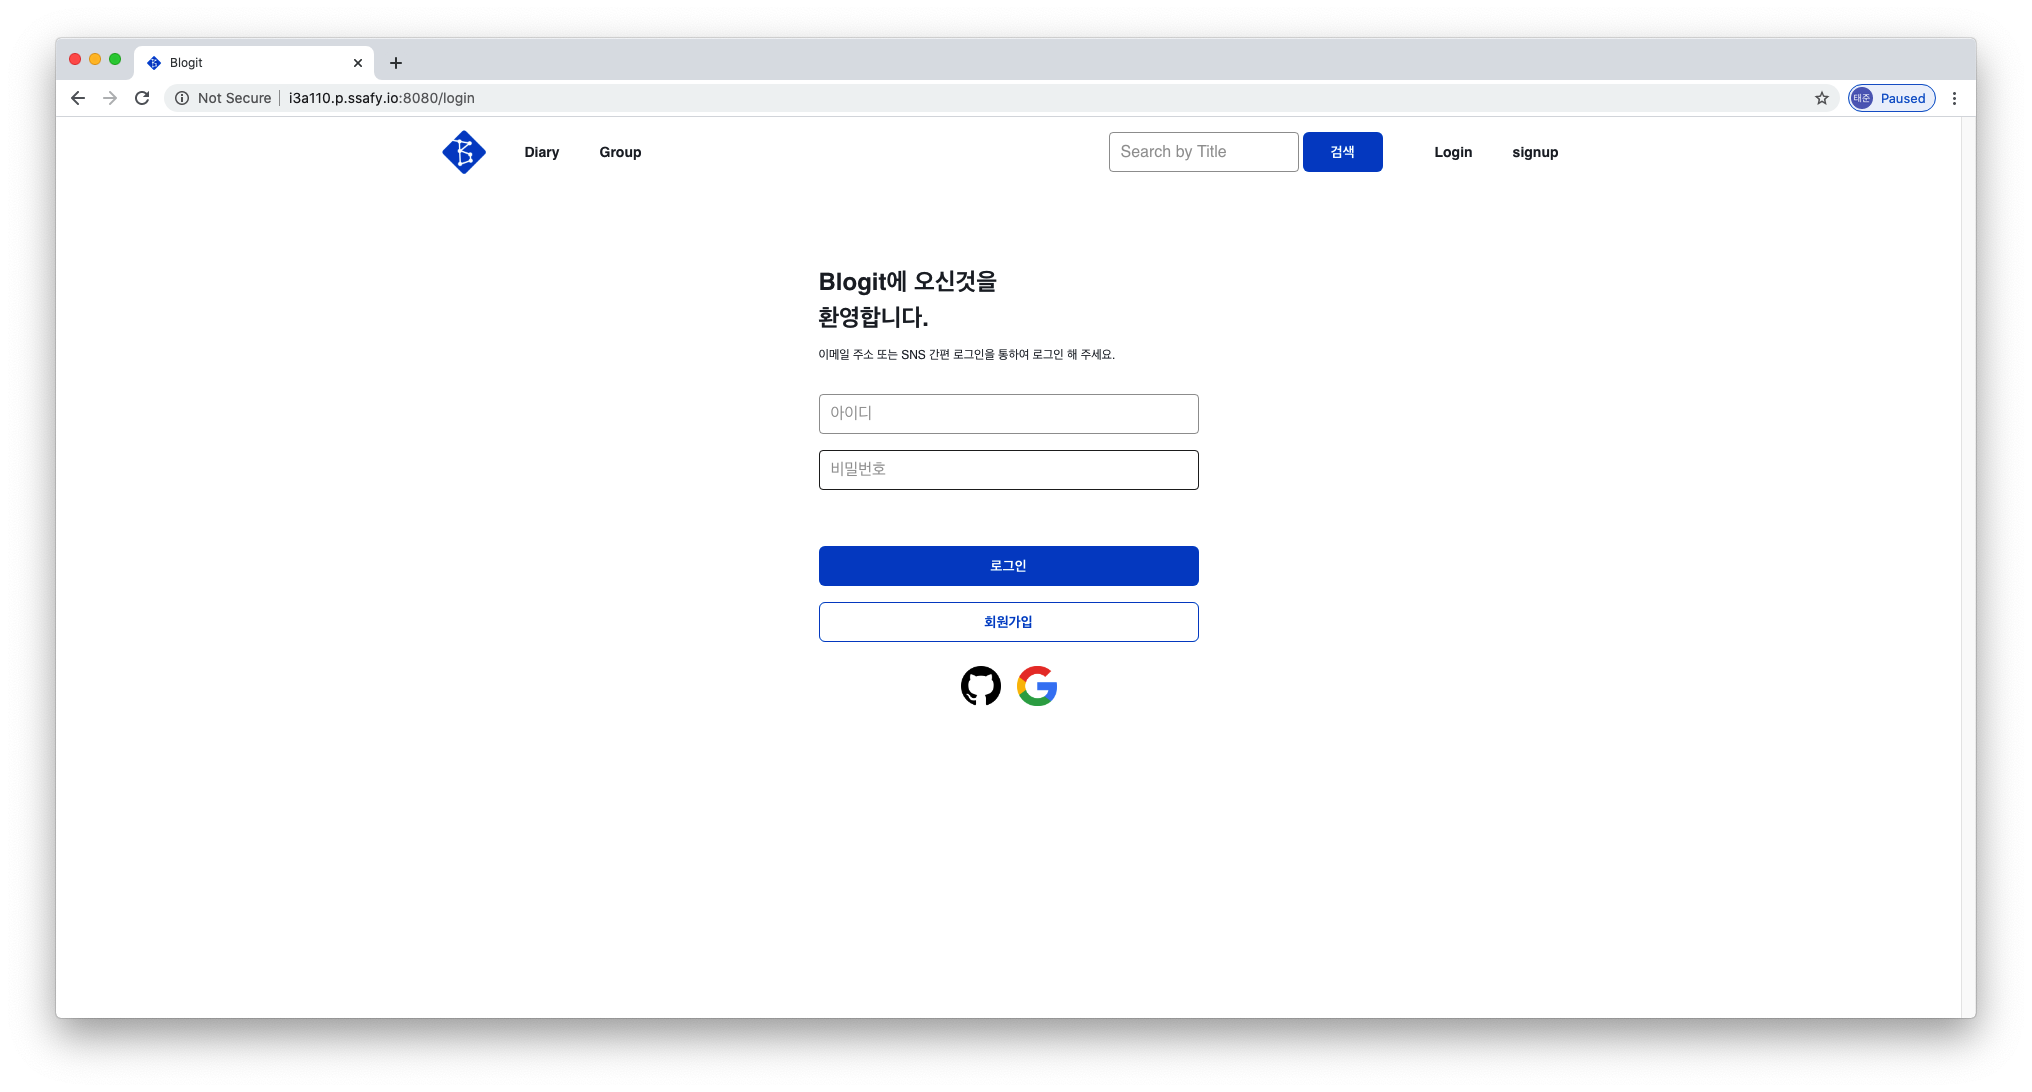 Blogit
Not Secure i3a110.p.ssafy.io:8080/login
태준 Paused
Diary Group Search by Title 검색 Login signup
Blogit에 오신것을
환영합니다.
이메일 주소 또는 SNS 간편 로그인을 통하여 로그인 해 주세요.
아이디
비밀번호
로그인
회원가입